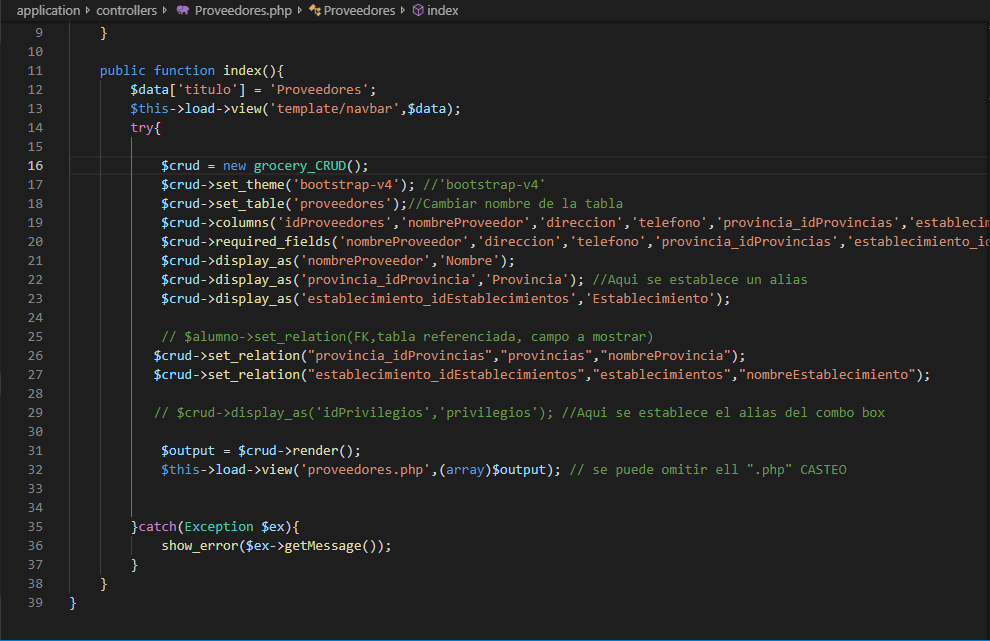 application › controllers › Proveedores.php › Proveedores › index
9 }
10
11 public function index(){
12 $data['titulo'] = 'Proveedores';
13 $this->load->view('template/navbar',$data);
14 try{
15
16 $crud = new grocery_CRUD();
17 $crud->set_theme('bootstrap-v4'); //'bootstrap-v4'
18 $crud->set_table('proveedores');//Cambiar nombre de la tabla
19 $crud->columns('idProveedores','nombreProveedor','direccion','telefono','provincia_idProvincias','establecim
20 $crud->required_fields('nombreProveedor','direccion','telefono','provincia_idProvincias','establecimiento_id
21 $crud->display_as('nombreProveedor','Nombre');
22 $crud->display_as('provincia_idProvincia','Provincia'); //Aqui se establece un alias
23 $crud->display_as('establecimiento_idEstablecimientos','Establecimiento');
24
25 // $alumno->set_relation(FK,tabla referenciada, campo a mostrar)
26 $crud->set_relation("provincia_idProvincias","provincias","nombreProvincia");
27 $crud->set_relation("establecimiento_idEstablecimientos","establecimientos","nombreEstablecimiento");
28
29 // $crud->display_as('idPrivilegios','privilegios'); //Aqui se establece el alias del combo box
30
31 $output = $crud->render();
32 $this->load->view('proveedores.php',(array)$output); // se puede omitir ell ".php" CASTEO
33
34
35 }catch(Exception $ex){
36 show_error($ex->getMessage());
37 }
38 }
39 }